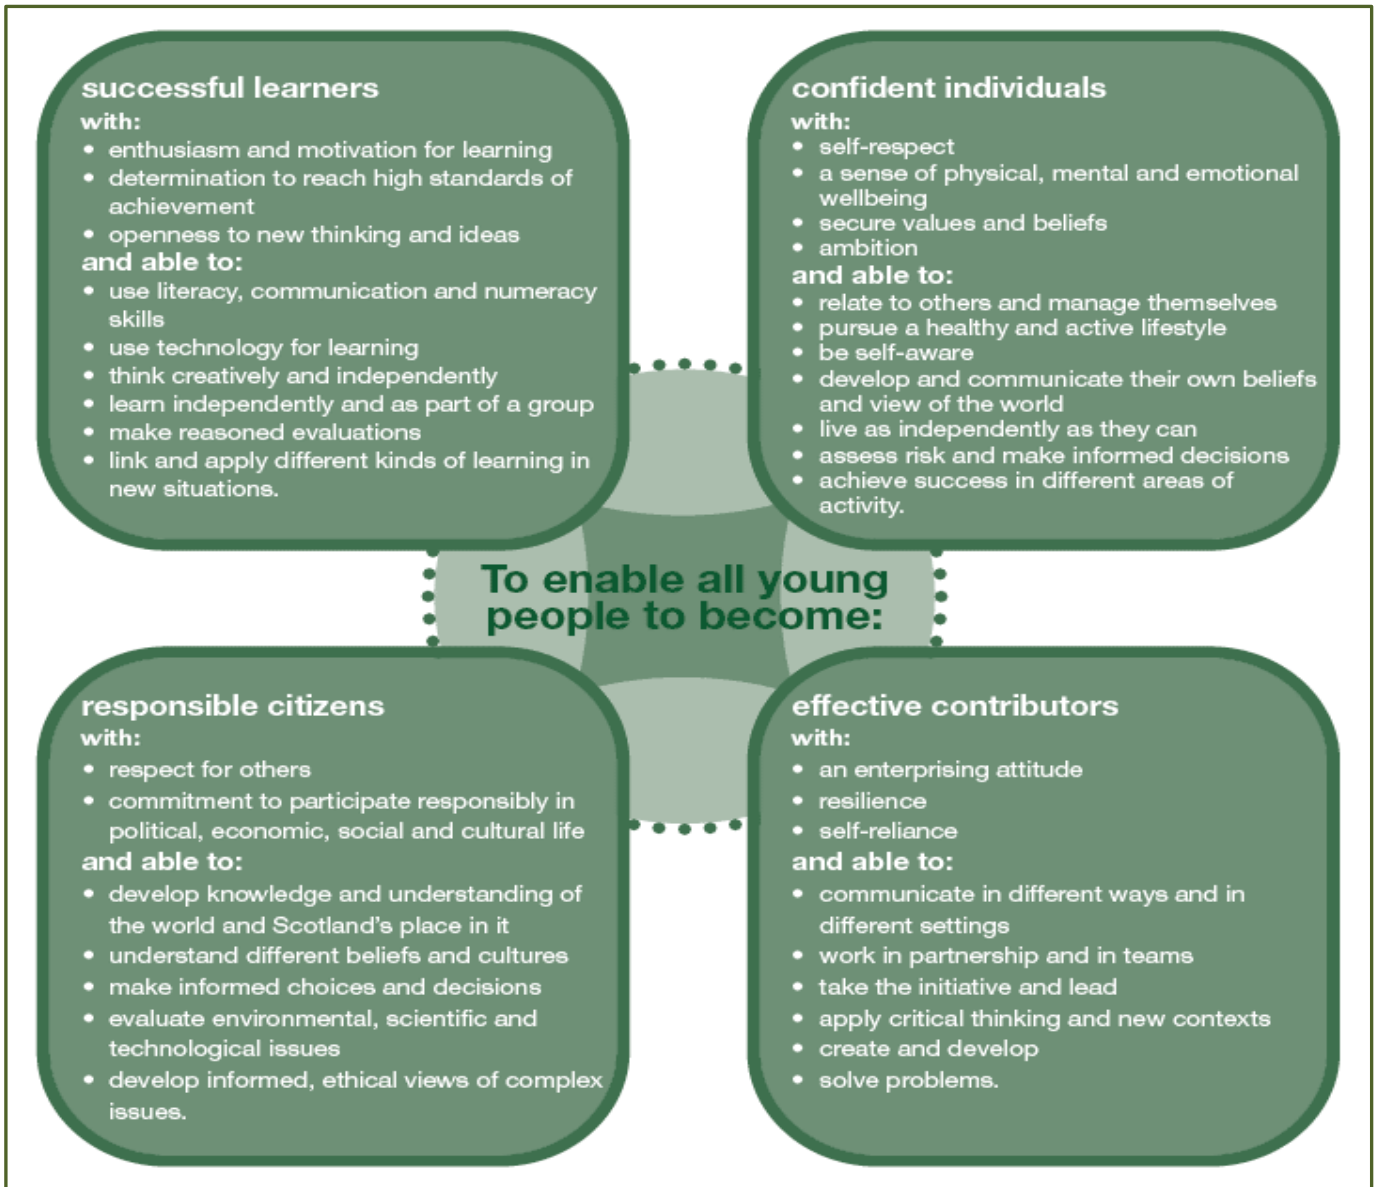 successful learners
with:
• enthusiasm and motivation for learning
• determination to reach high standards of
achievement
• openness to new thinking and ideas
and able to:
• use literacy, communication and numeracy
skills
• use technology for learning
• think creatively and independently
• learn independently and as part of a group
• make reasoned evaluations
• link and apply different kinds of learning in
new situations.
confident individuals
with:
• self-respect
• a sense of physical, mental and emotional
wellbeing
• secure values and beliefs
• ambition
and able to:
• relate to others and manage themselves
• pursue a healthy and active lifestyle
• be self-aware
• develop and communicate their own beliefs
and view of the world
• live as independently as they can
• assess risk and make informed decisions
• achieve success in different areas of
activity.
To enable all young
people to become:
responsible citizens
with:
• respect for others
• commitment to participate responsibly in
political, economic, social and cultural life
and able to:
• develop knowledge and understanding of
the world and Scotland's place in it
• understand different beliefs and cultures
• make informed choices and decisions
• evaluate environmental, scientific and
technological issues
• develop informed, ethical views of complex
issues.
effective contributors
with:
• an enterprising attitude
• resilience
• self-reliance
and able to:
• communicate in different ways and in
different settings
• work in partnership and in teams
• take the initiative and lead
• apply critical thinking and new contexts
• create and develop
• solve problems.